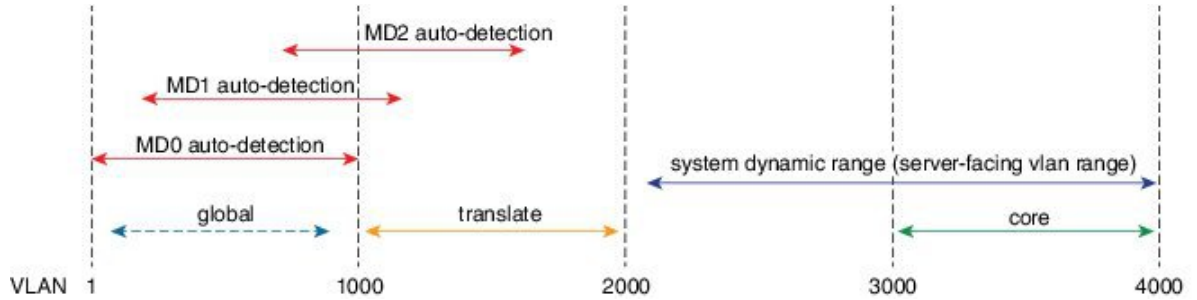 MD2 auto-detection
MD1 auto-detection
MD0 auto-detection
system dynamic range (server-facing vlan range)
global
translate
core
VLAN 1 1000 2000 3000 4000